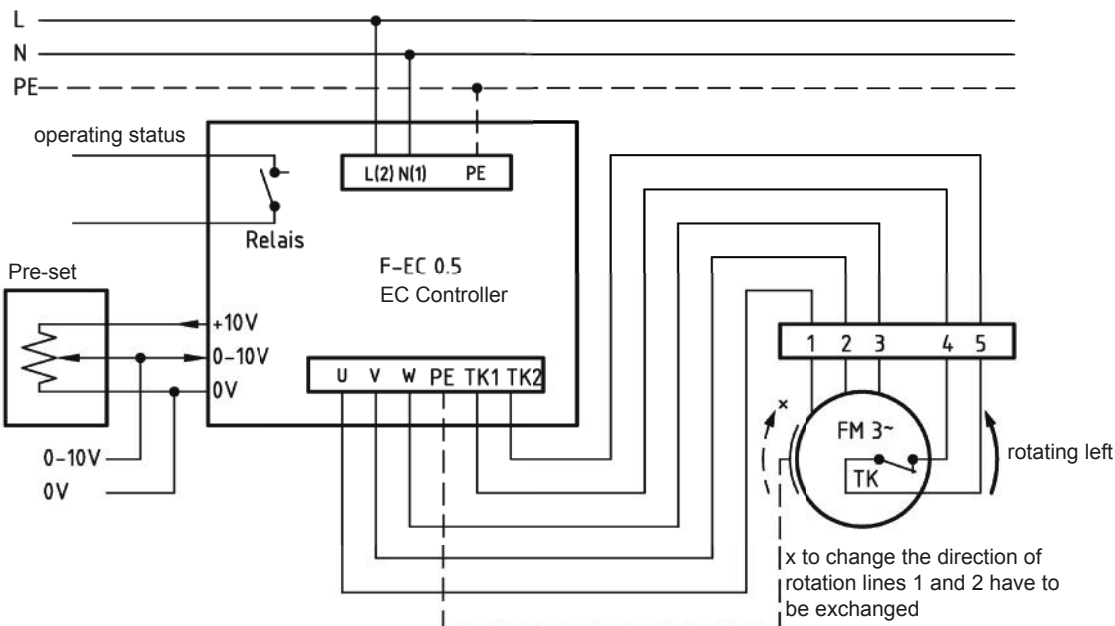 L
N
PE
operating status
L(2) N(1) PE
Relais
F-EC 0.5
EC Controller
Pre-set
+10V
0-10V
0V
U V W PE TK1 TK2
0-10V
0V
1 2 3 4 5
x
FM 3~
TK
rotating left
x to change the direction of
rotation lines 1 and 2 have to
be exchanged